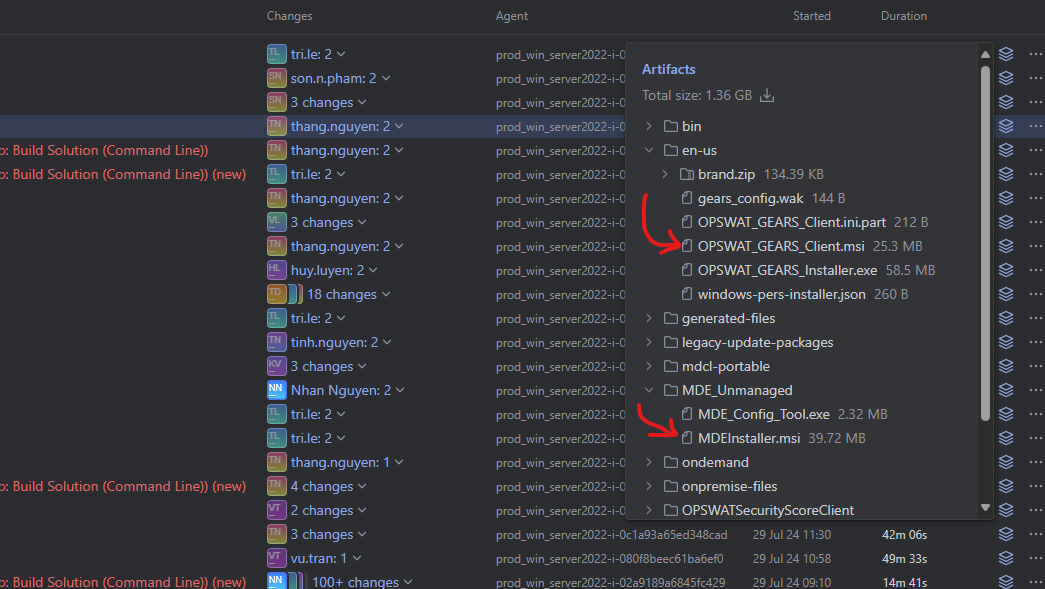 Changes Agent Started Duration
TL tri.le: 2 prod_win_server2022-i-0
SN son.n.pham: 2 prod_win_server2022-i-0 Artifacts
SN 3 changes prod_win_server2022-i-0 Total size: 1.36 GB
TN thang.nguyen: 2 prod_win_server2022-i-0 bin
p: Build Solution (Command Line)) TN thang.nguyen: 2 prod_win_server2022-i-0 en-us
p: Build Solution (Command Line)) (new) TL tri.le: 2 prod_win_server2022-i-0 brand.zip 134.39 KB
TN thang.nguyen: 2 prod_win_server2022-i-0 gears_config.wak 144 B
VL 3 changes prod_win_server2022-i-0 OPSWAT_GEARS_Client.ini.part 212 B
TN thang.nguyen: 2 prod_win_server2022-i-0 OPSWAT_GEARS_Client.msi 25.3 MB
HL huy.luyen: 2 prod_win_server2022-i-0 OPSWAT_GEARS_Installer.exe 58.5 MB
TD 18 changes prod_win_server2022-i-0 windows-pers-installer.json 260 B
TL tri.le: 2 prod_win_server2022-i-0 generated-files
TN tinh.nguyen: 2 prod_win_server2022-i-0 legacy-update-packages
KV 3 changes prod_win_server2022-i-0 mdcl-portable
NN Nhan Nguyen: 2 prod_win_server2022-i-0 MDE_Unmanaged
TL tri.le: 2 prod_win_server2022-i-0 MDE_Config_Tool.exe 2.32 MB
TL tri.le: 2 prod_win_server2022-i-0 MDEInstaller.msi 39.72 MB
TN thang.nguyen: 1 prod_win_server2022-i-0 ondemand
p: Build Solution (Command Line)) (new) TN 4 changes prod_win_server2022-i-0 onpremise-files
VT 2 changes prod_win_server2022-i-0 OPSWATSecurityScoreClient
TN 3 changes prod_win_server2022-i-0c1a93a65ed348cad 29 Jul 24 11:30 42m 06s
VT vu.tran: 1 prod_win_server2022-i-080f8beec61ba6ef0 29 Jul 24 10:58 49m 33s
p: Build Solution (Command Line)) (new) NN 100+ changes prod_win_server2022-i-02a9189a6845fc429 29 Jul 24 09:10 14m 41s